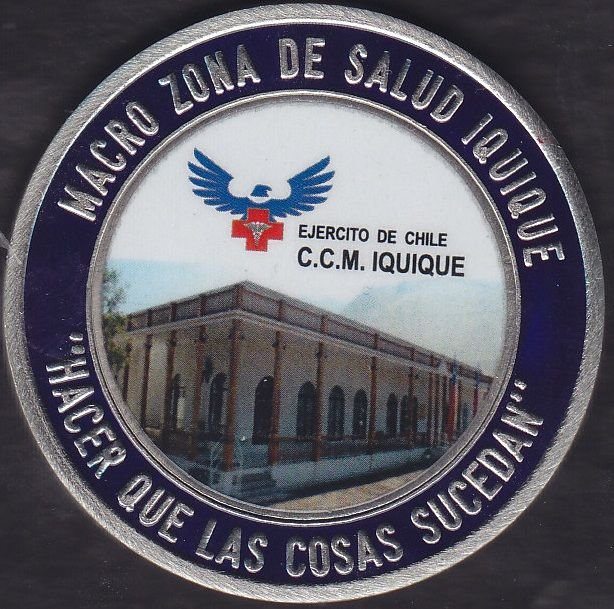 MACRO ZONA DE SALUD IQUIQUE
EJERCITO DE CHILE
C.C.M. IQUIQUE
"HACER QUE LAS COSAS SUCEDAN"